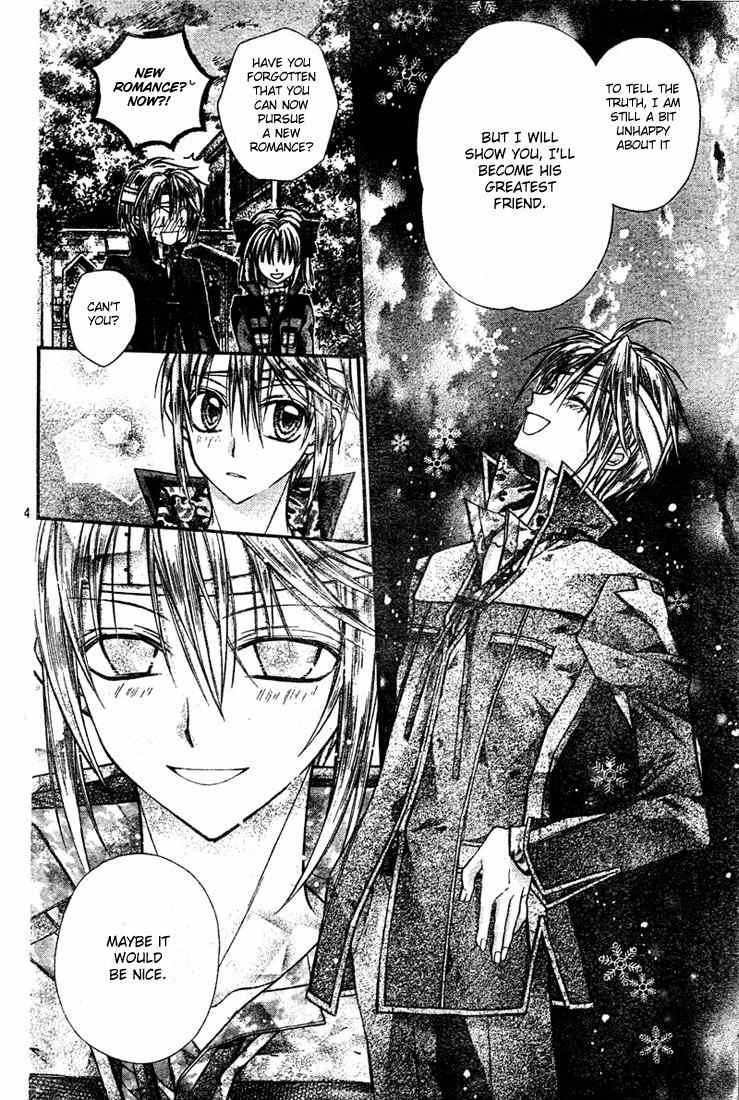 TO TELL THE
TRUTH, I AM
STILL A BIT
UNHAPPY
ABOUT IT
BUT I WILL
SHOW YOU, I'LL
BECOME HIS
GREATEST
FRIEND.
HAVE YOU
FORGOTTEN
THAT YOU
CAN NOW
PURSUE
A NEW
ROMANCE?
NEW
ROMANCE?
NOW?!
CAN'T
YOU?
MAYBE IT
WOULD
BE NICE.
4